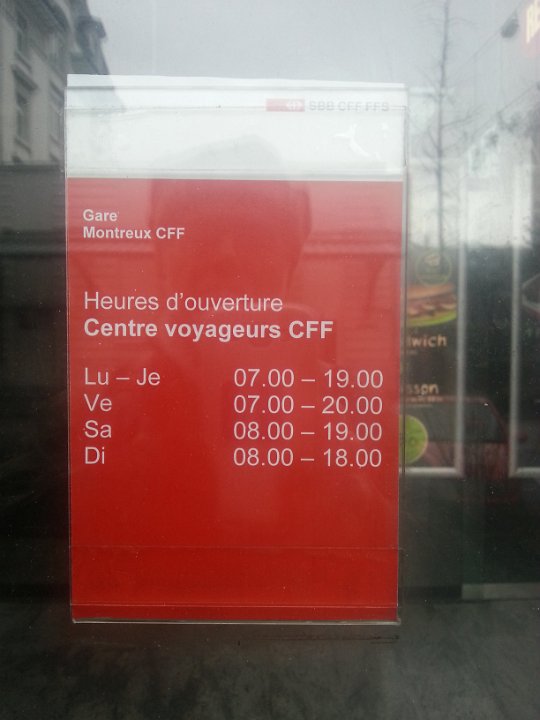 SBB CFF FFS
Gare
Montreux CFF
Heures d'ouverture
Centre voyageurs CFF
Lu – Je 07.00 – 19.00
Ve 07.00 – 20.00
Sa 08.00 – 19.00
Di 08.00 – 18.00